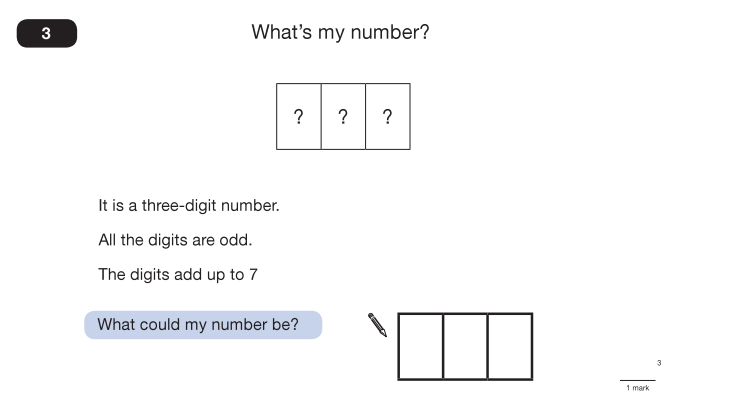 3
What’s my number?
? ? ?
It is a three-digit number.
All the digits are odd.
The digits add up to 7
What could my number be?
3
1 mark